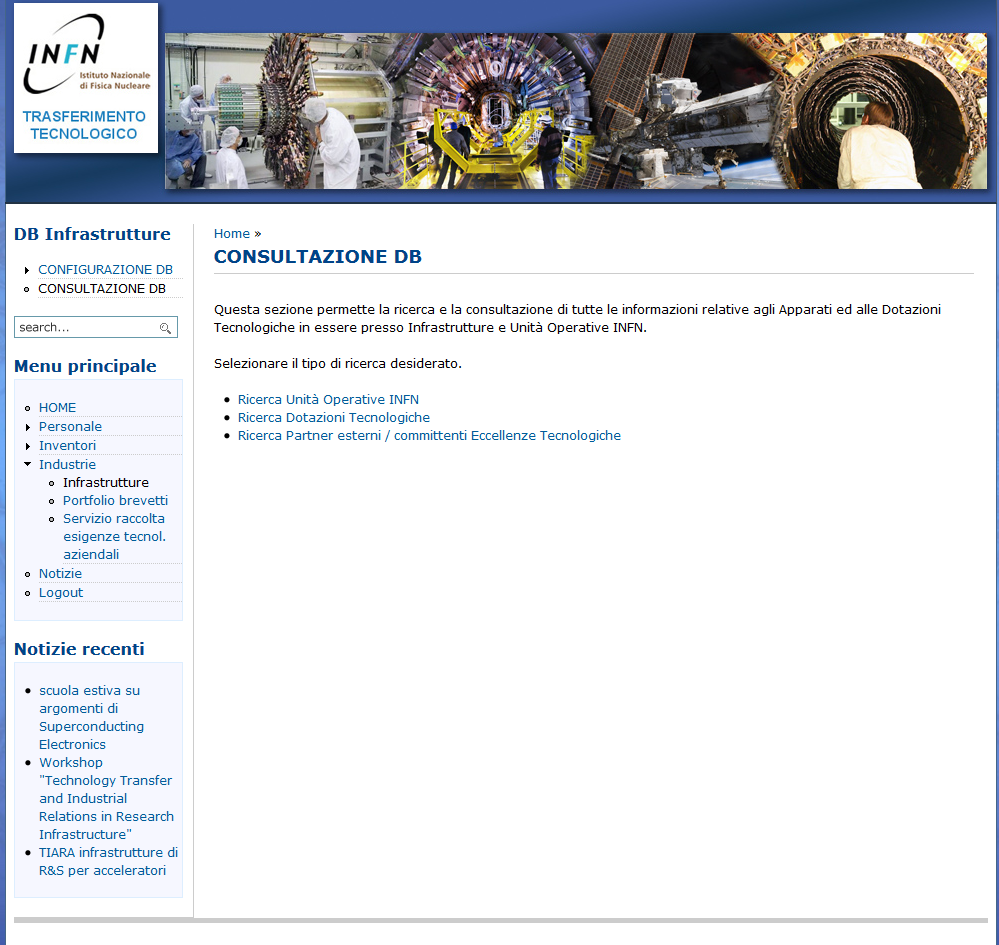 INFN
Istituto Nazionale
di Fisica Nucleare
TRASFERIMENTO
TECNOLOGICO
DB Infrastrutture
CONFIGURAZIONE DB
CONSULTAZIONE DB
search...
Menu principale
HOME
Personale
Inventori
Industrie
Infrastrutture
Portfolio brevetti
Servizio raccolta
esigenze tecnol.
aziendali
Notizie
Logout
Notizie recenti
scuola estiva su
argomenti di
Superconducting
Electronics
Workshop
"Technology Transfer
and Industrial
Relations in Research
Infrastructure"
TIARA infrastrutture di
R&S per acceleratori
Home »
CONSULTAZIONE DB
Questa sezione permette la ricerca e la consultazione di tutte le informazioni relative agli Apparati ed alle Dotazioni
Tecnologiche in essere presso Infrastrutture e Unità Operative INFN.
Selezionare il tipo di ricerca desiderato.
Ricerca Unità Operative INFN
Ricerca Dotazioni Tecnologiche
Ricerca Partner esterni / committenti Eccellenze Tecnologiche